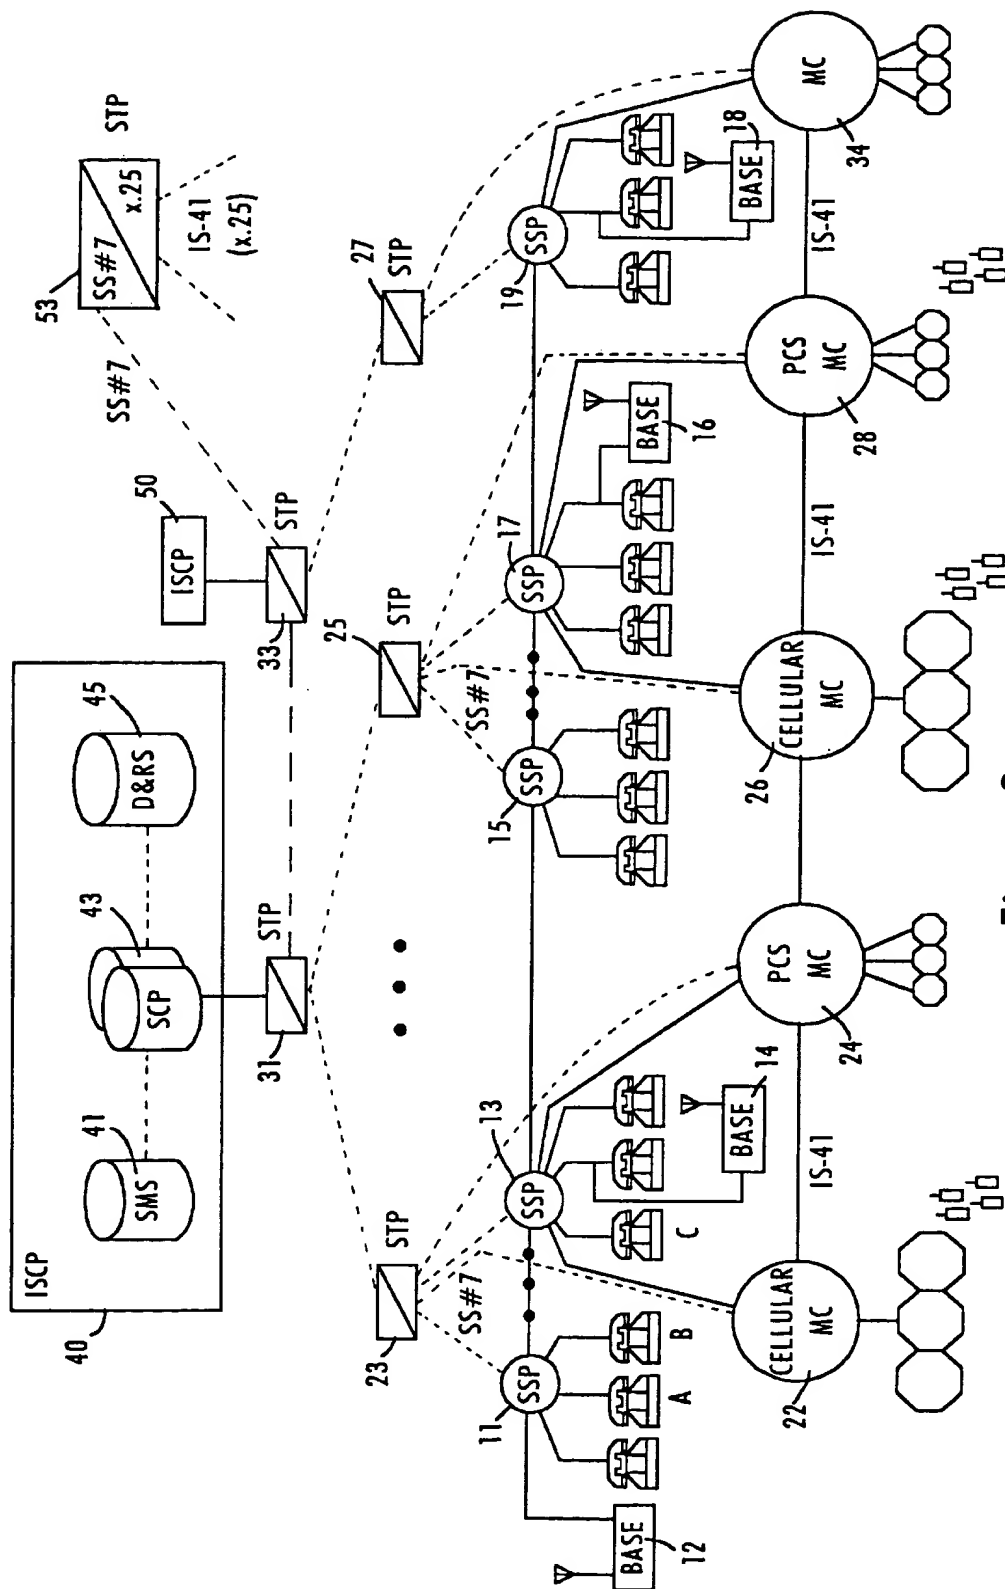 ISCP
40
SMS
41
SCP
43
D&RS
45
ISCP
50
53
SS#7
x.25
STP
SS#7
IS-41
(x.25)
31
STP
33
STP
23
STP
25
STP
27
STP
SS#7
SS#7
11
SSP
13
SSP
15
SSP
17
SSP
19
SSP
A
B
C
BASE
12
BASE
14
BASE
16
BASE
18
CELLULAR
MC
22
IS-41
PCS
MC
24
CELLULAR
MC
26
IS-41
PCS
MC
28
IS-41
MC
34